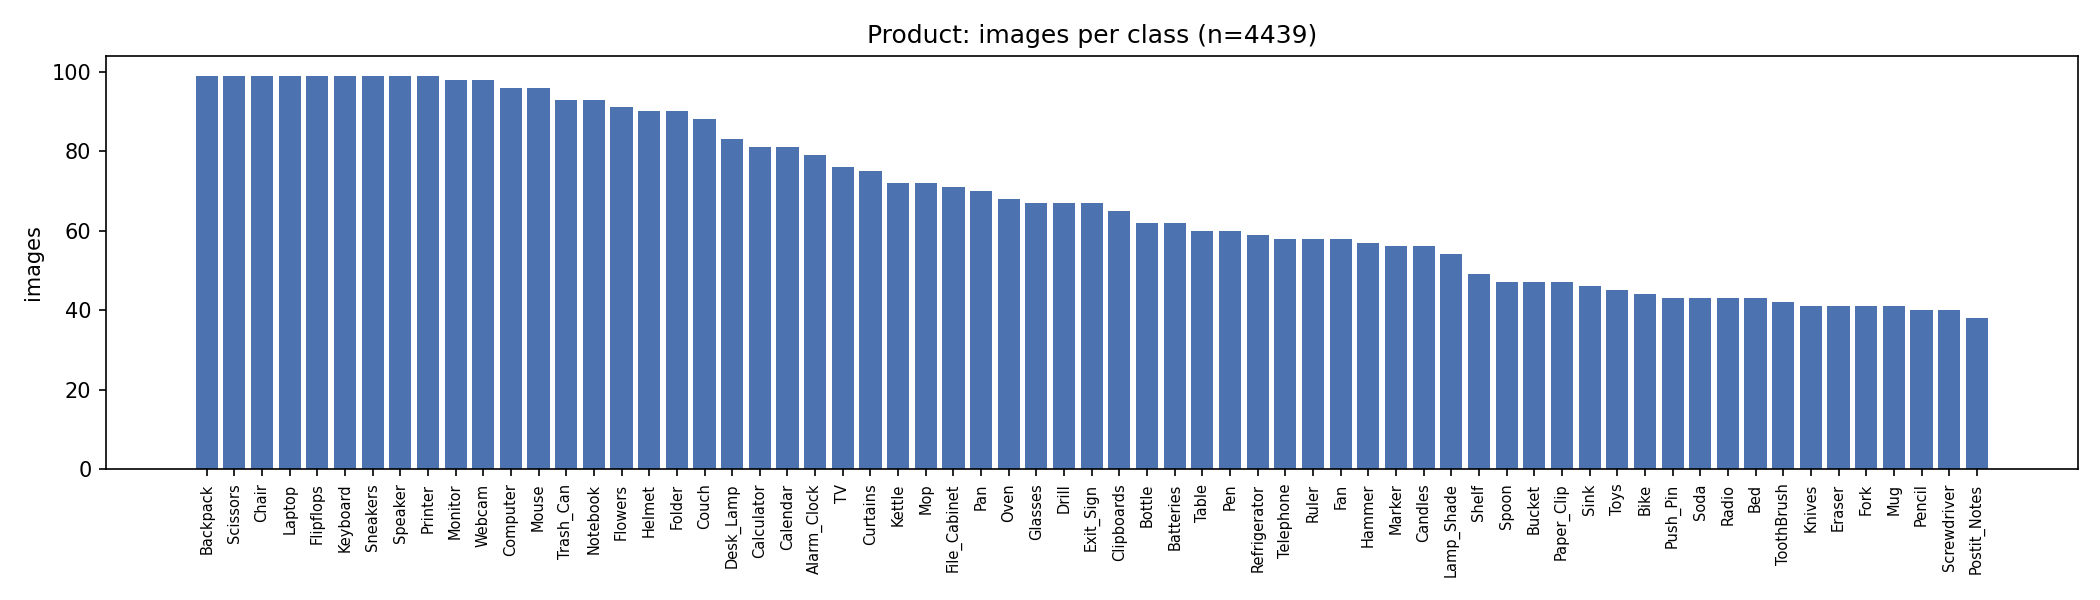 Product: images per class (n=4439)
images
100
80
60
40
20
0
Backpack
Scissors
Chair
Laptop
Flipflops
Keyboard
Sneakers
Speaker
Printer
Monitor
Webcam
Computer
Mouse
Trash_Can
Notebook
Flowers
Helmet
Folder
Couch
Desk_Lamp
Calculator
Calendar
Alarm_Clock
TV
Curtains
Kettle
Mop
File_Cabinet
Pan
Oven
Glasses
Drill
Exit_Sign
Clipboards
Bottle
Batteries
Table
Pen
Refrigerator
Telephone
Ruler
Fan
Hammer
Marker
Candles
Lamp_Shade
Shelf
Spoon
Bucket
Paper_Clip
Sink
Toys
Bike
Push_Pin
Soda
Radio
Bed
ToothBrush
Knives
Eraser
Fork
Mug
Pencil
Screwdriver
Postit_Notes